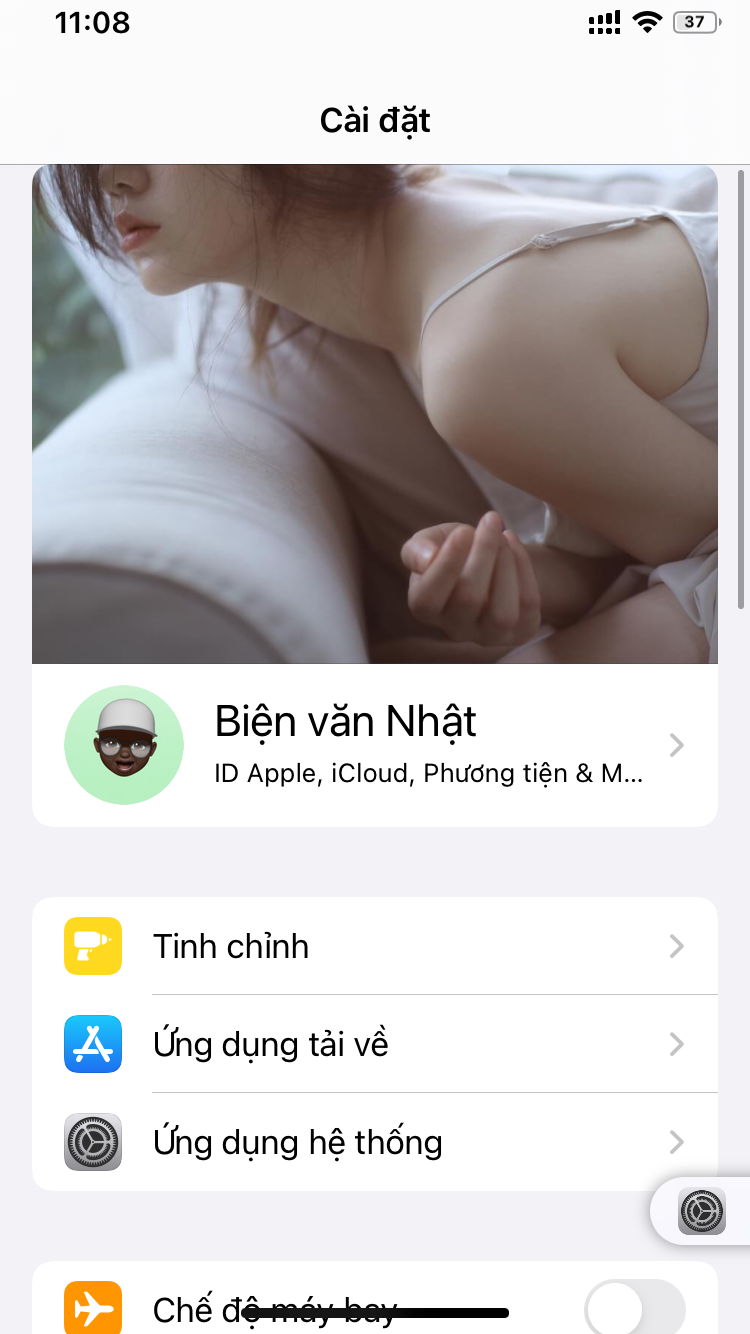 11:08
37
Cài đặt
Biện văn Nhật
ID Apple, iCloud, Phương tiện & M...
Tinh chỉnh
Ứng dụng tải về
Ứng dụng hệ thống
Chế độ máy bay